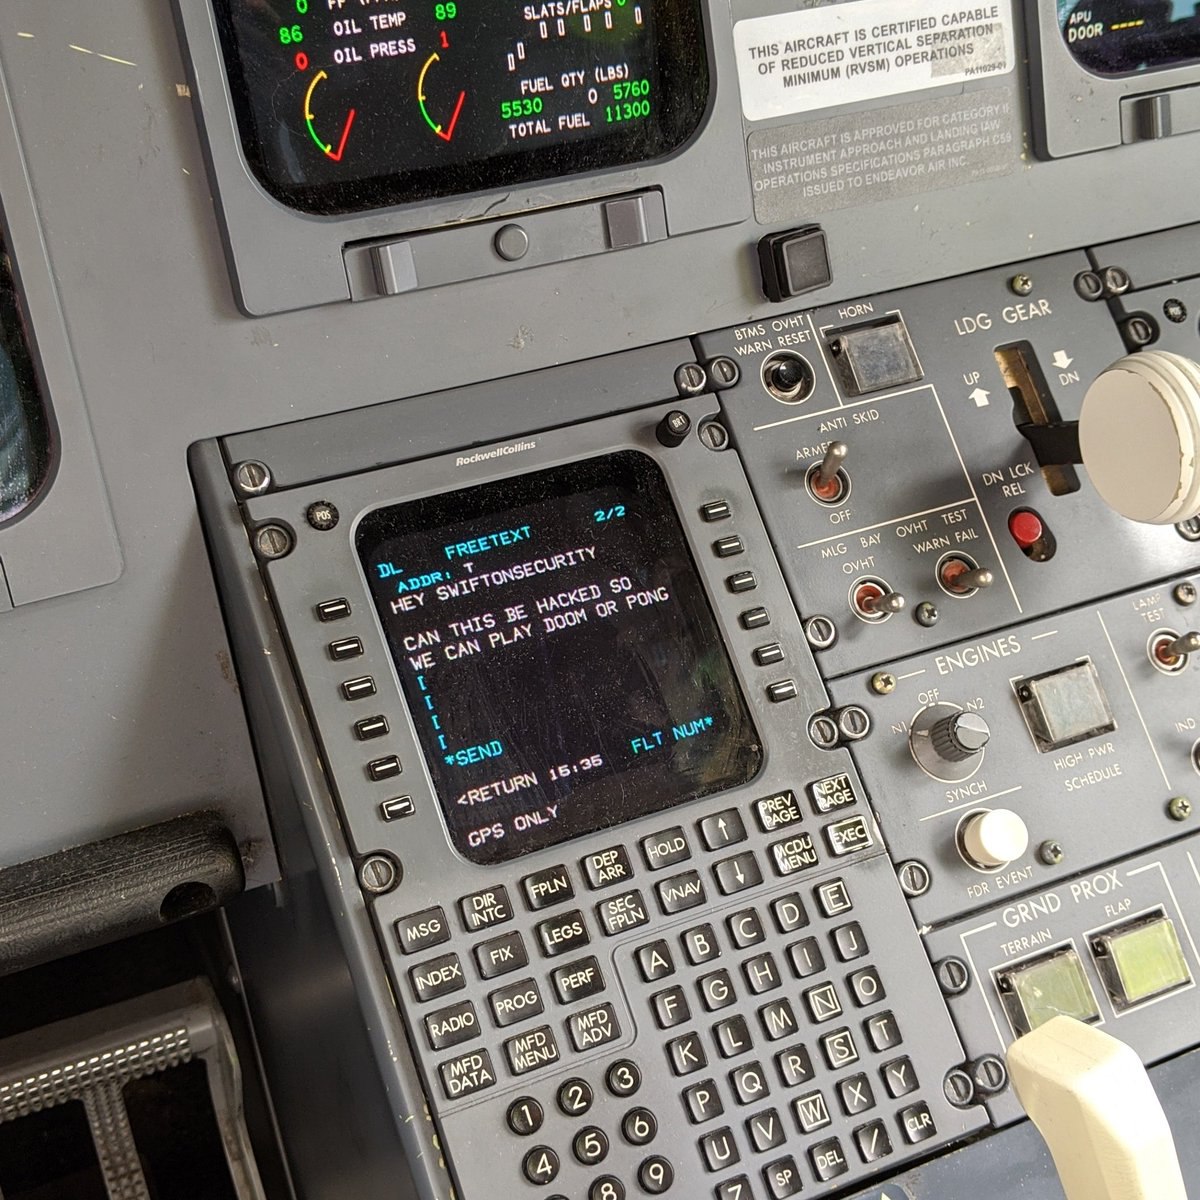 0
86 OIL TEMP 89
0 OIL PRESS 1
SLATS/FLAPS 0
FUEL QTY (LBS)
5530 0 5760
TOTAL FUEL 11300
THIS AIRCRAFT IS CERTIFIED CAPABLE
OF REDUCED VERTICAL SEPARATION
MINIMUM (RVSM) OPERATIONS
THIS AIRCRAFT IS APPROVED FOR CATEGORY II
INSTRUMENT APPROACH AND LANDING IAW
OPERATIONS SPECIFICATIONS PARAGRAPH C59
ISSUED TO ENDEAVOR AIR INC.
APU
DOOR ----
BTMS OVHT
WARN RESET
HORN
LDG GEAR
UP
DN
ANTI SKID
ARMED
OFF
DN LCK
REL
MLG BAY OVHT TEST
OVHT WARN FAIL
RockwellCollins
BRT
POS
FREETEXT 2/2
DL
ADDR: T
HEY SWIFTONSECURITY
CAN THIS BE HACKED SO
WE CAN PLAY DOOM OR PONG
[
[
[
[
*SEND FLT NUM*
<RETURN 15:35
GPS ONLY
ENGINES
OFF
N1 N2
SYNCH
HIGH PWR
SCHEDULE
LAMP
TEST
IND
FDR EVENT
GRND PROX
TERRAIN
FLAP
MSG DIR INTC FPLN DEP ARR HOLD ↑ PREV PAGE NEXT PAGE
INDEX FIX LEGS SEC FPLN VNAV ↓ MCDU MENU EXEC
RADIO PROG PERF
MFD DATA MFD MENU MFD ADV
A B C D E
F G H I J
K L M N O
P Q R S T
U V W X Y
Z SP DEL / CLR
1 2 3
4 5 6
8 9